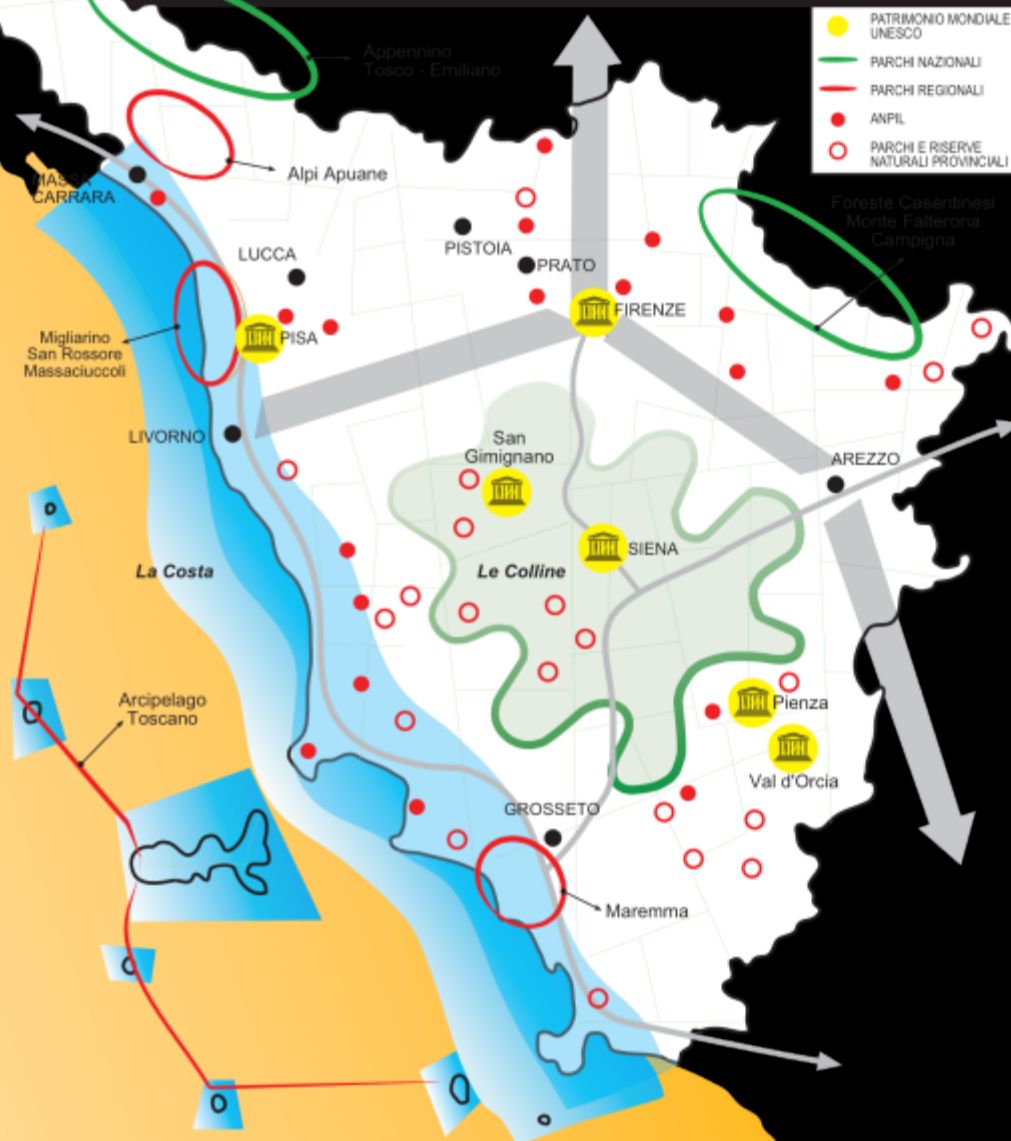 PATRIMONIO MONDIALE
UNESCO
PARCHI NAZIONALI
PARCHI REGIONALI
ANPIL
PARCHI E RISERVE
NATURALI PROVINCIALI
Appennino
Tosco - Emiliano
Alpi Apuane
MASSA
CARRARA
Foreste Casentinesi
Monte Falterona
Campigna
PISTOIA
LUCCA
PRATO
FIRENZE
PISA
Migliarino
San Rossore
Massaciuccoli
LIVORNO
San
Gimignano
AREZZO
SIENA
La Costa
Le Colline
Arcipelago
Toscano
Pienza
Val d'Orcia
GROSSETO
Maremma